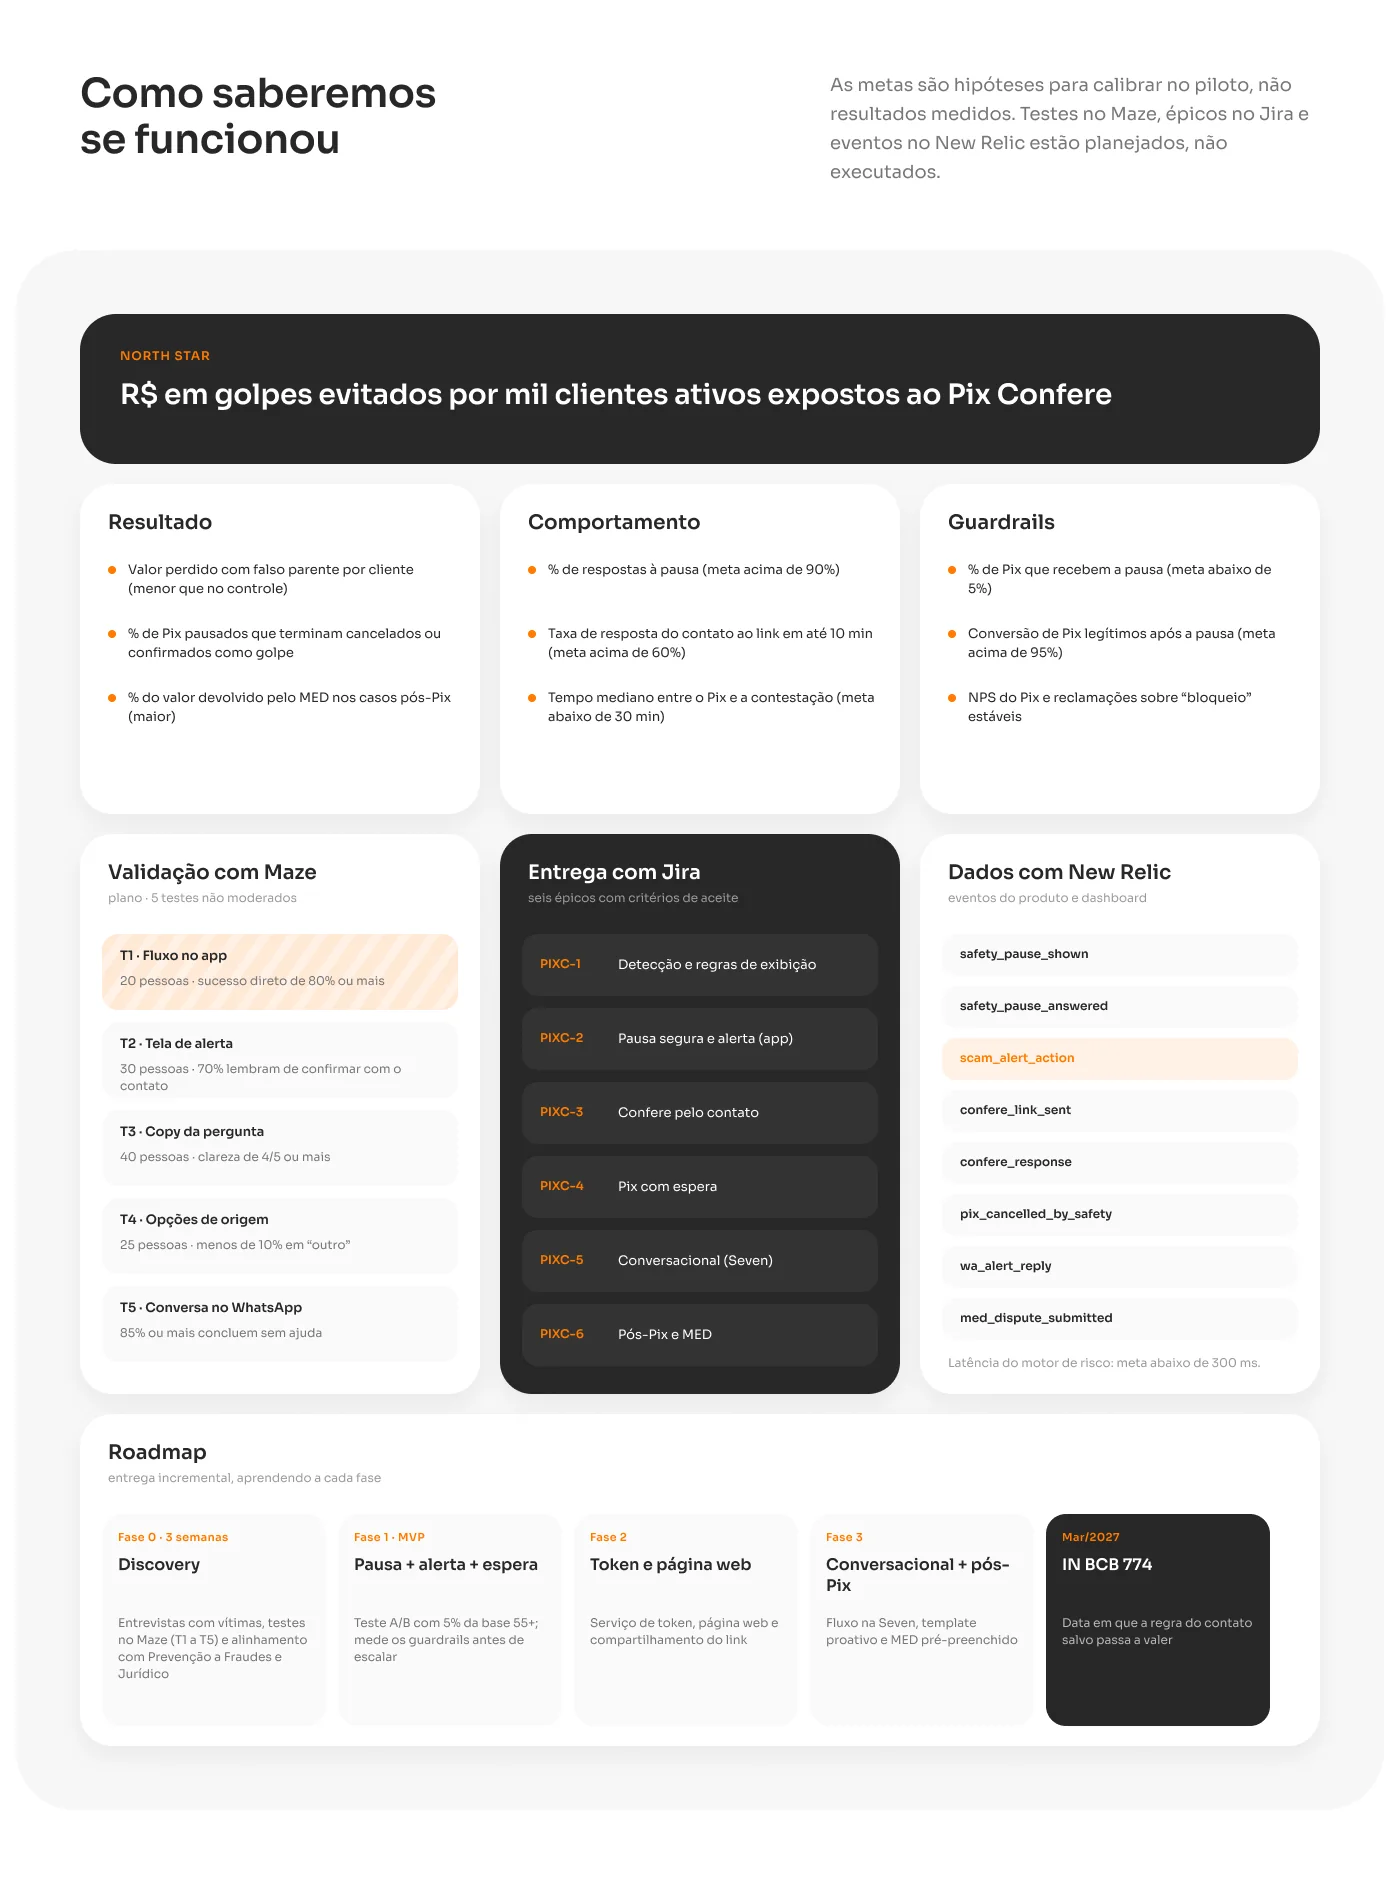 Como saberemos
se funcionou
As metas são hipóteses para calibrar no piloto, não
resultados medidos. Testes no Maze, épicos no Jira e
eventos no New Relic estão planejados, não
executados.
NORTH STAR
R$ em golpes evitados por mil clientes ativos expostos ao Pix Confere
Resultado
Valor perdido com falso parente por cliente
(menor que no controle)
% de Pix pausados que terminam cancelados ou
confirmados como golpe
% do valor devolvido pelo MED nos casos pós-Pix
(maior)
Comportamento
% de respostas à pausa (meta acima de 90%)
Taxa de resposta do contato ao link em até 10 min
(meta acima de 60%)
Tempo mediano entre o Pix e a contestação (meta
abaixo de 30 min)
Guardrails
% de Pix que recebem a pausa (meta abaixo de
5%)
Conversão de Pix legítimos após a pausa (meta
acima de 95%)
NPS do Pix e reclamações sobre “bloqueio”
estáveis
Validação com Maze
plano · 5 testes não moderados
T1 · Fluxo no app
20 pessoas · sucesso direto de 80% ou mais
T2 · Tela de alerta
30 pessoas · 70% lembram de confirmar com o
contato
T3 · Copy da pergunta
40 pessoas · clareza de 4/5 ou mais
T4 · Opções de origem
25 pessoas · menos de 10% em “outro”
T5 · Conversa no WhatsApp
85% ou mais concluem sem ajuda
Entrega com Jira
seis épicos com critérios de aceite
PIXC-1 Detecção e regras de exibição
PIXC-2 Pausa segura e alerta (app)
PIXC-3 Confere pelo contato
PIXC-4 Pix com espera
PIXC-5 Conversacional (Seven)
PIXC-6 Pós-Pix e MED
Dados com New Relic
eventos do produto e dashboard
safety_pause_shown
safety_pause_answered
scam_alert_action
confere_link_sent
confere_response
pix_cancelled_by_safety
wa_alert_reply
med_dispute_submitted
Latência do motor de risco: meta abaixo de 300 ms.
Roadmap
entrega incremental, aprendendo a cada fase
Fase 0 · 3 semanas
Discovery
Entrevistas com vítimas, testes
no Maze (T1 a T5) e alinhamento
com Prevenção a Fraudes e
Jurídico
Fase 1 · MVP
Pausa + alerta + espera
Teste A/B com 5% da base 55+;
mede os guardrails antes de
escalar
Fase 2
Token e página web
Serviço de token, página web e
compartilhamento do link
Fase 3
Conversacional + pós-
Pix
Fluxo na Seven, template
proativo e MED pré-preenchido
Mar/2027
IN BCB 774
Data em que a regra do contato
salvo passa a valer